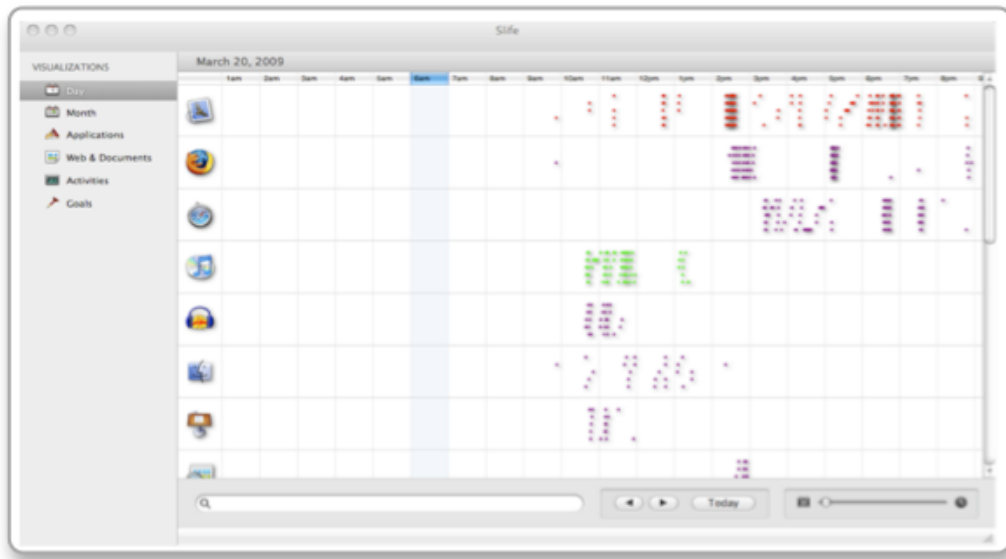 Slife
VISUALIZATIONS
Day
Month
Applications
Web & Documents
Activities
Goals
March 20, 2009
1am 2am 3am 4am 5am 6am 7am 8am 9am 10am 11am 12pm 1pm 2pm 3pm 4pm 5pm 6pm 7pm 8pm
Today